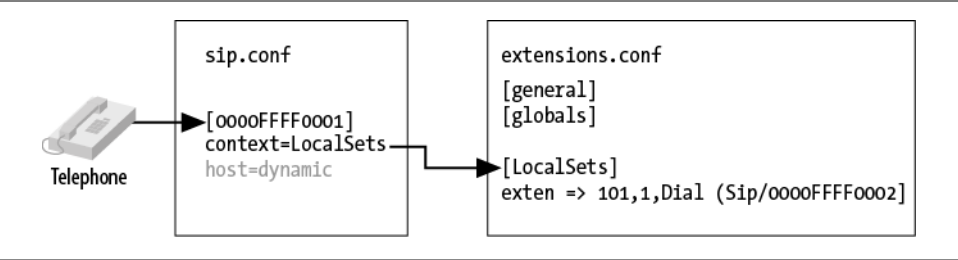 sip.conf
[0000FFFF0001]
context=LocalSets
host=dynamic
Telephone
extensions.conf
[general]
[globals]
[LocalSets]
exten => 101,1,Dial (Sip/0000FFFF0002]